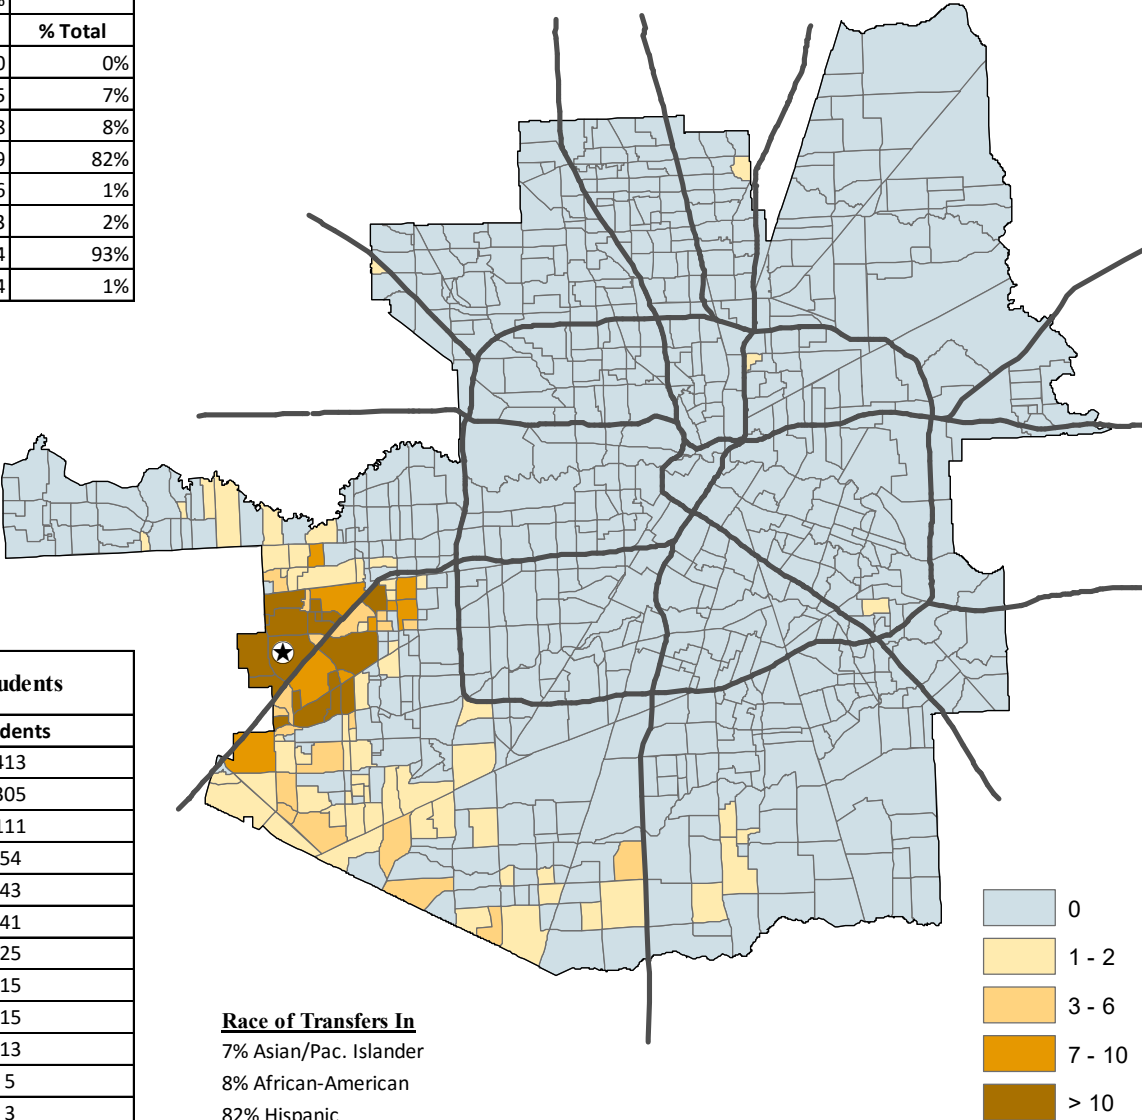 % Total
0%
7%
8%
82%
1%
2%
93%
1%
413
305
111
54
43
41
25
15
15
13
5
3
Race of Transfers In
7% Asian/Pac. Islander
8% African-American
82% Hispanic
0
1 - 2
3 - 6
7 - 10
> 10